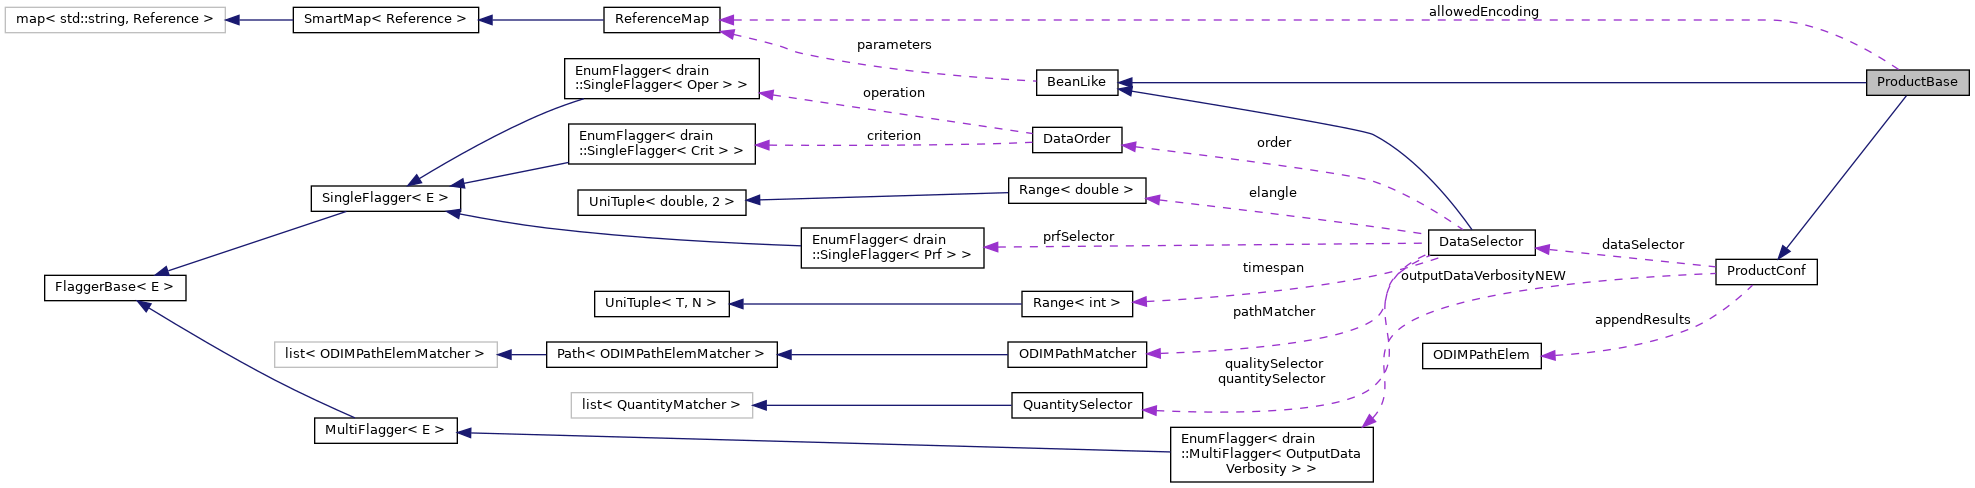 map< std::string, Reference >
SmartMap< Reference >
ReferenceMap
allowedEncoding
parameters
BeanLike
ProductBase
EnumFlagger< drain
::SingleFlagger< Oper > >
operation
EnumFlagger< drain
::SingleFlagger< Crit > >
criterion
DataOrder
order
SingleFlagger< E >
UniTuple< double, 2 >
Range< double >
elangle
EnumFlagger< drain
::SingleFlagger< Prf > >
prfSelector
DataSelector
dataSelector
ProductConf
FlaggerBase< E >
timespan
outputDataVerbosityNEW
UniTuple< T, N >
Range< int >
pathMatcher
appendResults
list< ODIMPathElemMatcher >
Path< ODIMPathElemMatcher >
ODIMPathMatcher
ODIMPathElem
qualitySelector
quantitySelector
list< QuantityMatcher >
QuantitySelector
MultiFlagger< E >
EnumFlagger< drain
::MultiFlagger< OutputData
Verbosity > >